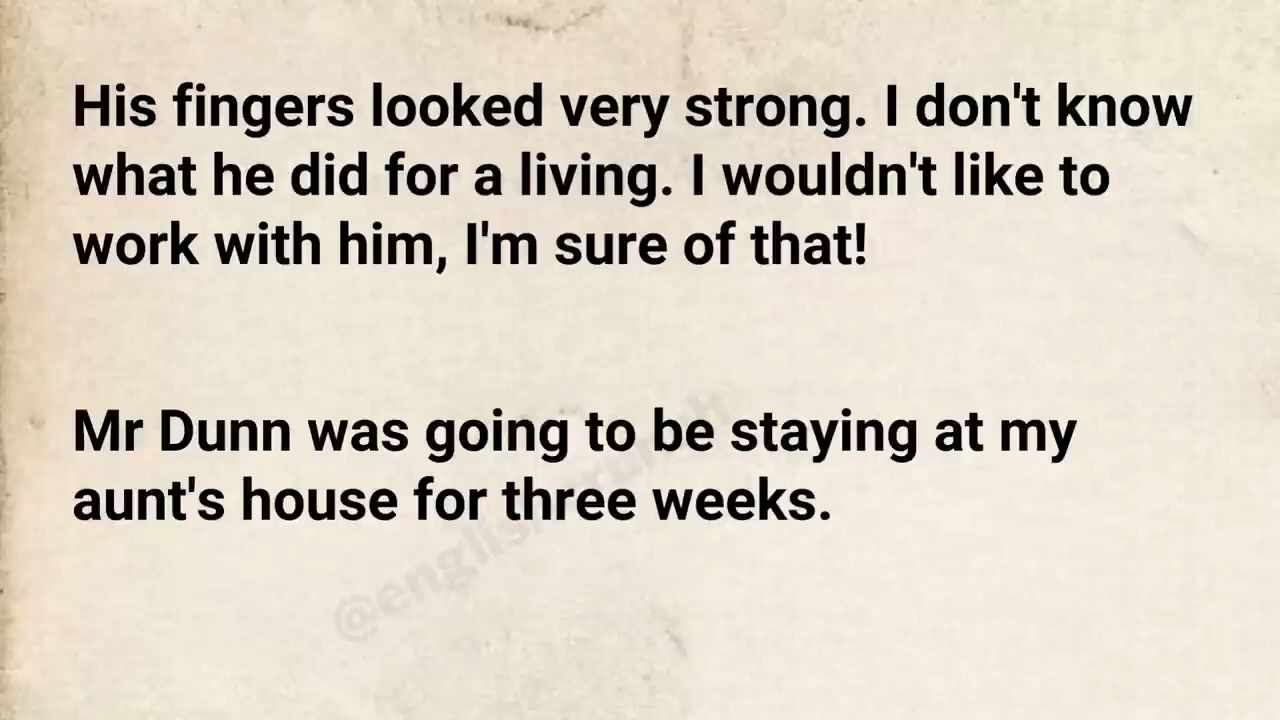 His fingers looked very strong. I don't know
what he did for a living. I wouldn't like to
work with him, I'm sure of that!
Mr Dunn was going to be staying at my
aunt's house for three weeks.